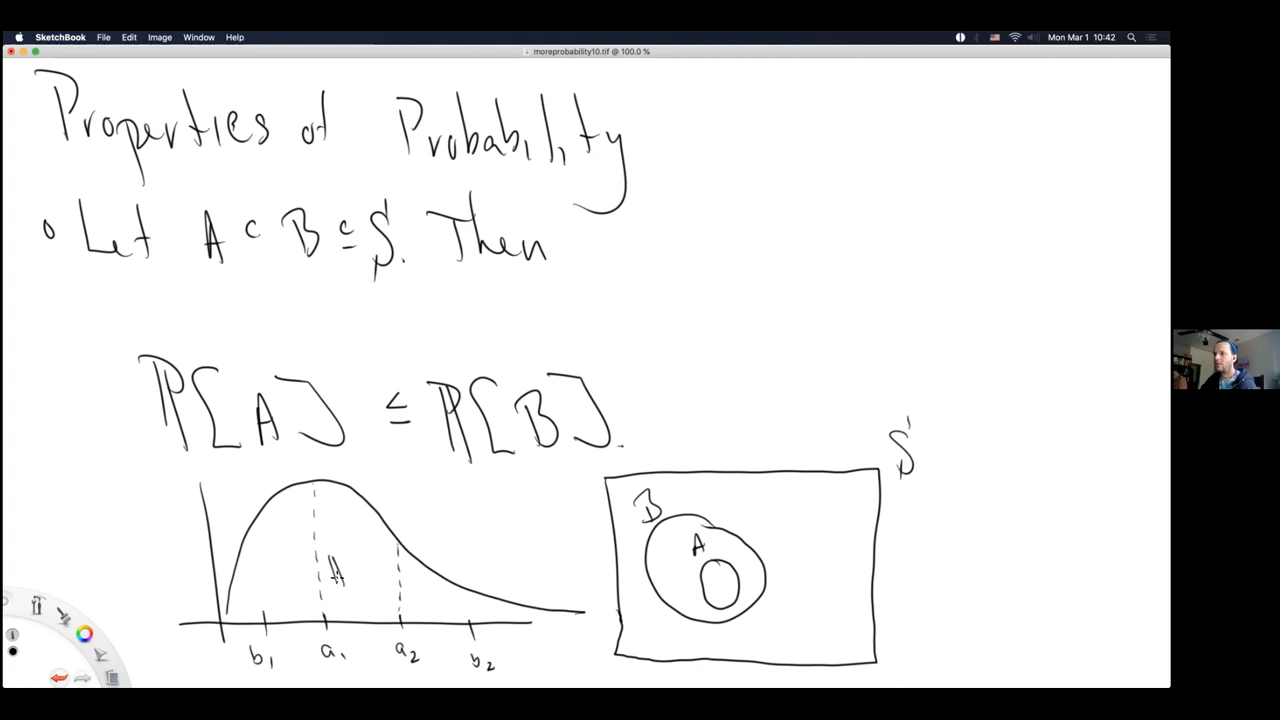 SketchBook File Edit Image Window Help Mon Mar 1 10:42
moreprobability10.tif @ 100.0 %
Properties of Probability
• Let A ⊂ B ⊆ S. Then
P[A] ≤ P[B].
S
B
A
A
b₁ a₁ a₂ b₂